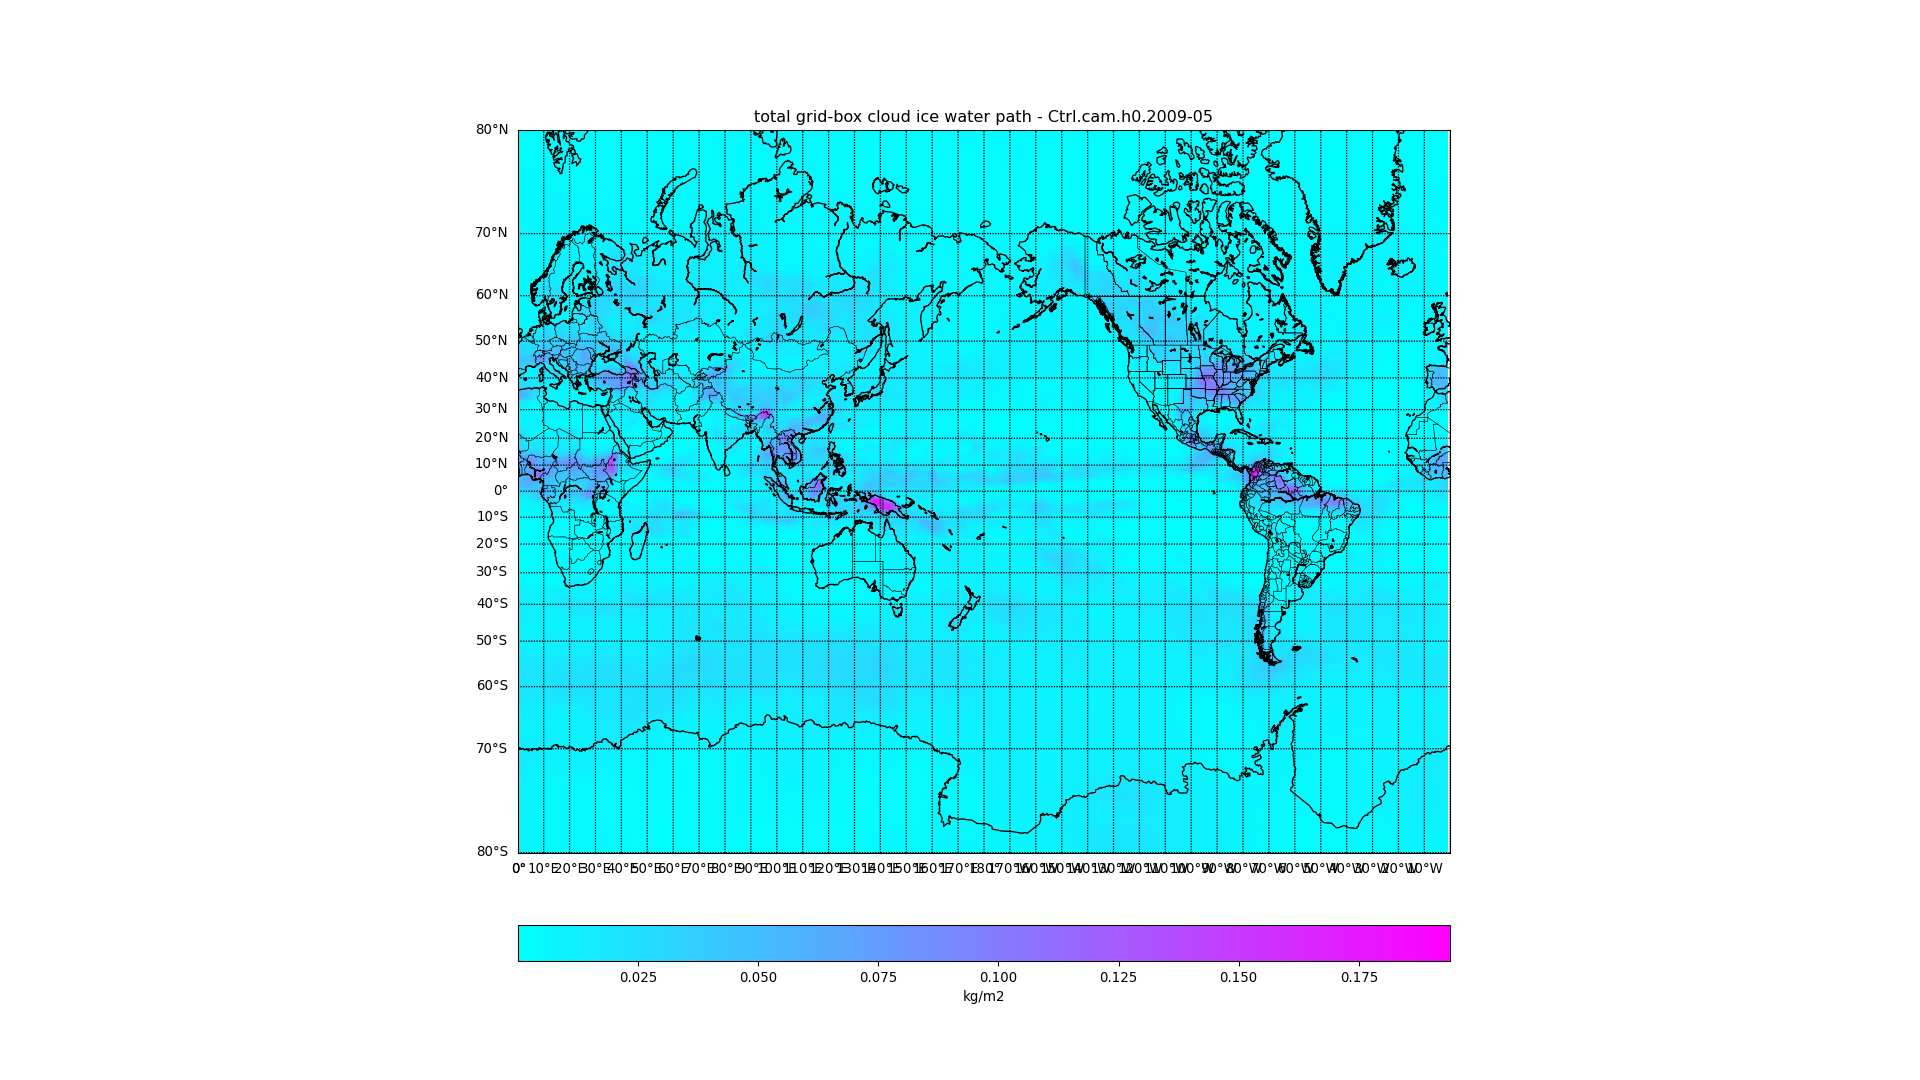 total grid-box cloud ice water path - Ctrl.cam.h0.2009-05
80°N
70°N
60°N
50°N
40°N
30°N
20°N
10°N
0°
10°S
20°S
30°S
40°S
50°S
60°S
70°S
80°S
0° 10°E 20°E 30°E 40°E 50°E 60°E 70°E 80°E 90°E 100°E 110°E 120°E 130°E 140°E 150°E 160°E 170°E 180° 170°W 160°W 150°W 140°W 130°W 120°W 110°W 100°W 90°W 80°W 70°W 60°W 50°W 40°W 30°W 20°W 10°W
0.025 0.050 0.075 0.100 0.125 0.150 0.175
kg/m2